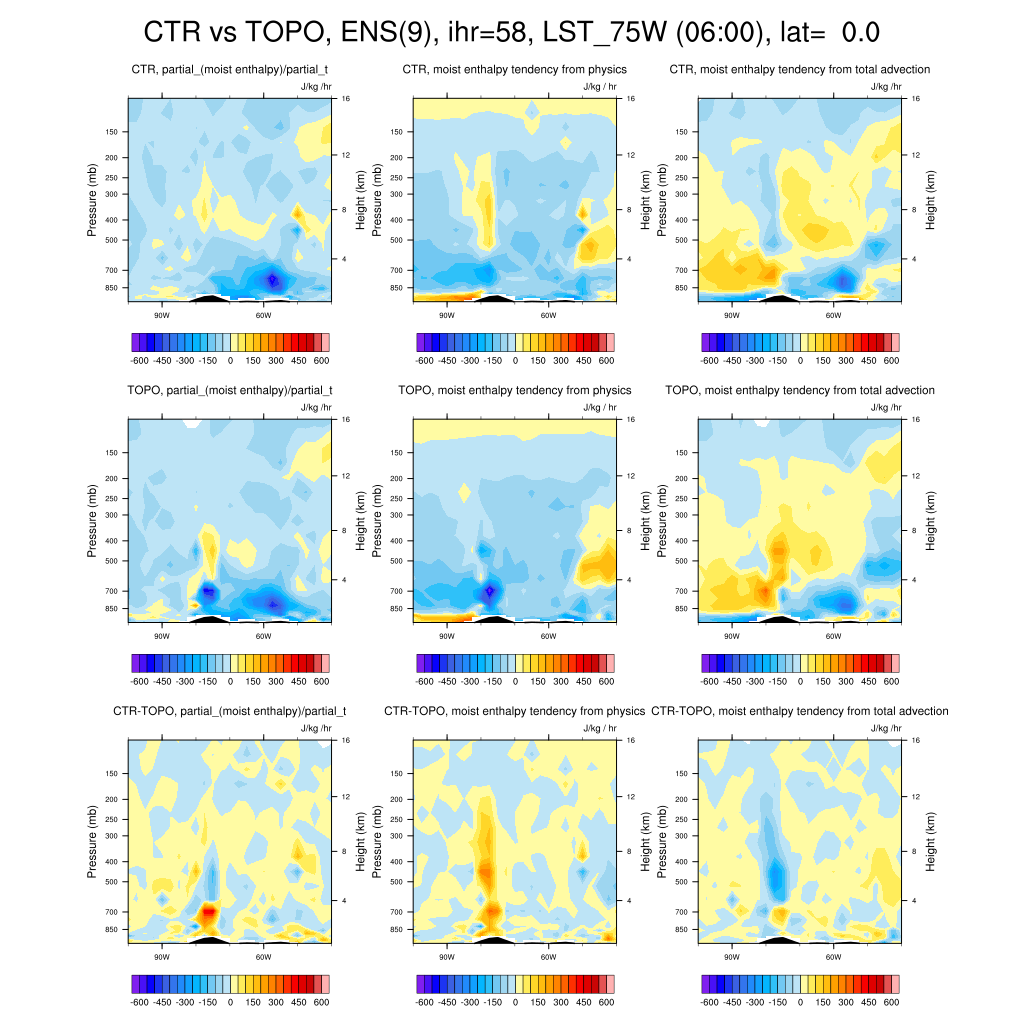 CTR vs TOPO, ENS(9), ihr=58, LST_75W (06:00), lat= 0.0
CTR, partial_(moist enthalpy)/partial_t
CTR, moist enthalpy tendency from physics
CTR, moist enthalpy tendency from total advection
J/kg /hr
J/kg / hr
J/kg /hr
Pressure (mb)
150
200
250
300
400
500
700
850
16
12
8
4
Height (km)
90W
60W
Pressure (mb)
150
200
250
300
400
500
700
850
16
12
8
4
Height (km)
90W
60W
Pressure (mb)
150
200
250
300
400
500
700
850
16
12
8
4
Height (km)
90W
60W
-600 -450 -300 -150 0 150 300 450 600
-600 -450 -300 -150 0 150 300 450 600
-600 -450 -300 -150 0 150 300 450 600
TOPO, partial_(moist enthalpy)/partial_t
TOPO, moist enthalpy tendency from physics
TOPO, moist enthalpy tendency from total advection
J/kg /hr
J/kg / hr
J/kg /hr
Pressure (mb)
150
200
250
300
400
500
700
850
16
12
8
4
Height (km)
90W
60W
Pressure (mb)
150
200
250
300
400
500
700
850
16
12
8
4
Height (km)
90W
60W
Pressure (mb)
150
200
250
300
400
500
700
850
16
12
8
4
Height (km)
90W
60W
-600 -450 -300 -150 0 150 300 450 600
-600 -450 -300 -150 0 150 300 450 600
-600 -450 -300 -150 0 150 300 450 600
CTR-TOPO, partial_(moist enthalpy)/partial_t
CTR-TOPO, moist enthalpy tendency from physics
CTR-TOPO, moist enthalpy tendency from total advection
J/kg /hr
J/kg / hr
J/kg /hr
Pressure (mb)
150
200
250
300
400
500
700
850
16
12
8
4
Height (km)
90W
60W
Pressure (mb)
150
200
250
300
400
500
700
850
16
12
8
4
Height (km)
90W
60W
Pressure (mb)
150
200
250
300
400
500
700
850
16
12
8
4
Height (km)
90W
60W
-600 -450 -300 -150 0 150 300 450 600
-600 -450 -300 -150 0 150 300 450 600
-600 -450 -300 -150 0 150 300 450 600